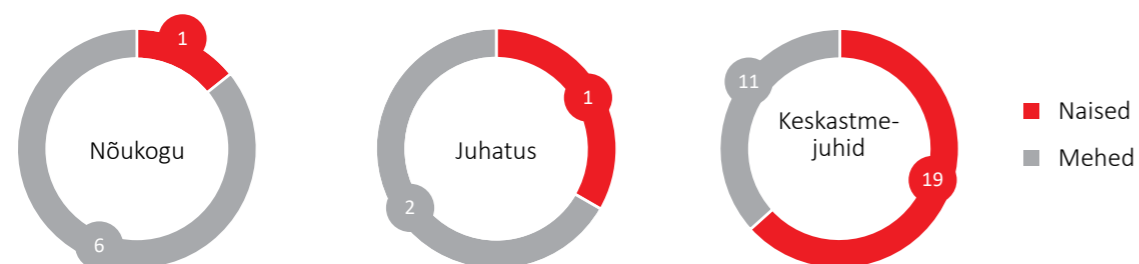 1
Nõukogu
6
1
Juhatus
2
11
Keskastme-
juhid
19
Naised
Mehed